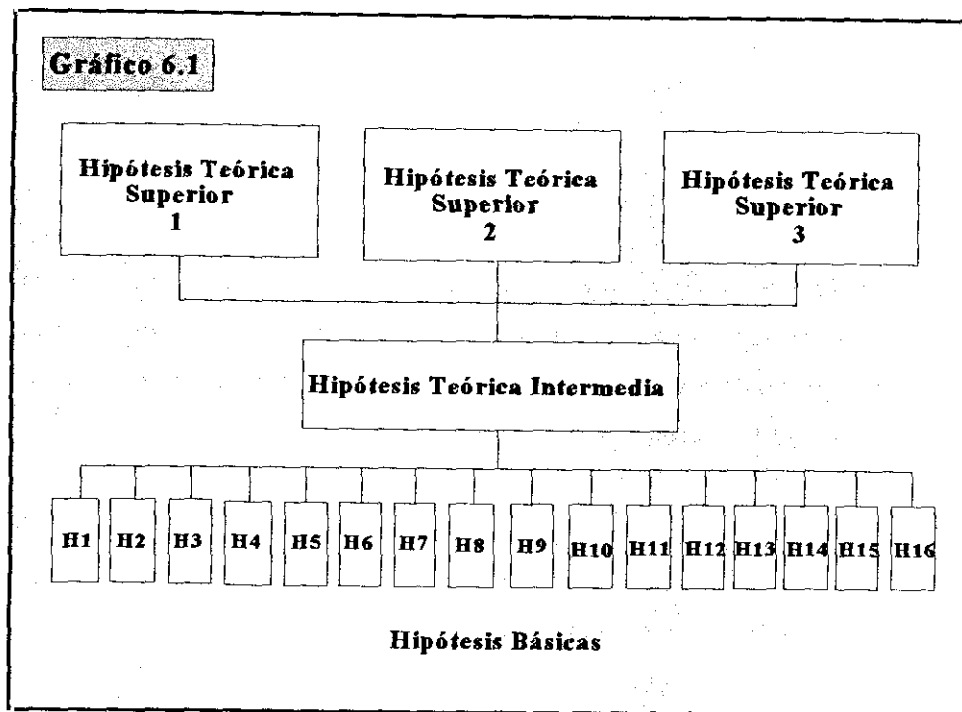 Gráfico 6.1
Hipótesis Teórica
Superior
1
Hipótesis Teórica
Superior
2
Hipótesis Teórica
Superior
3
Hipótesis Teórica Intermedia
H1 H2 H3 H4 H5 H6 H7 H8 H9 H10 H11 H12 H13 H14 H15 H16
Hipótesis Básicas